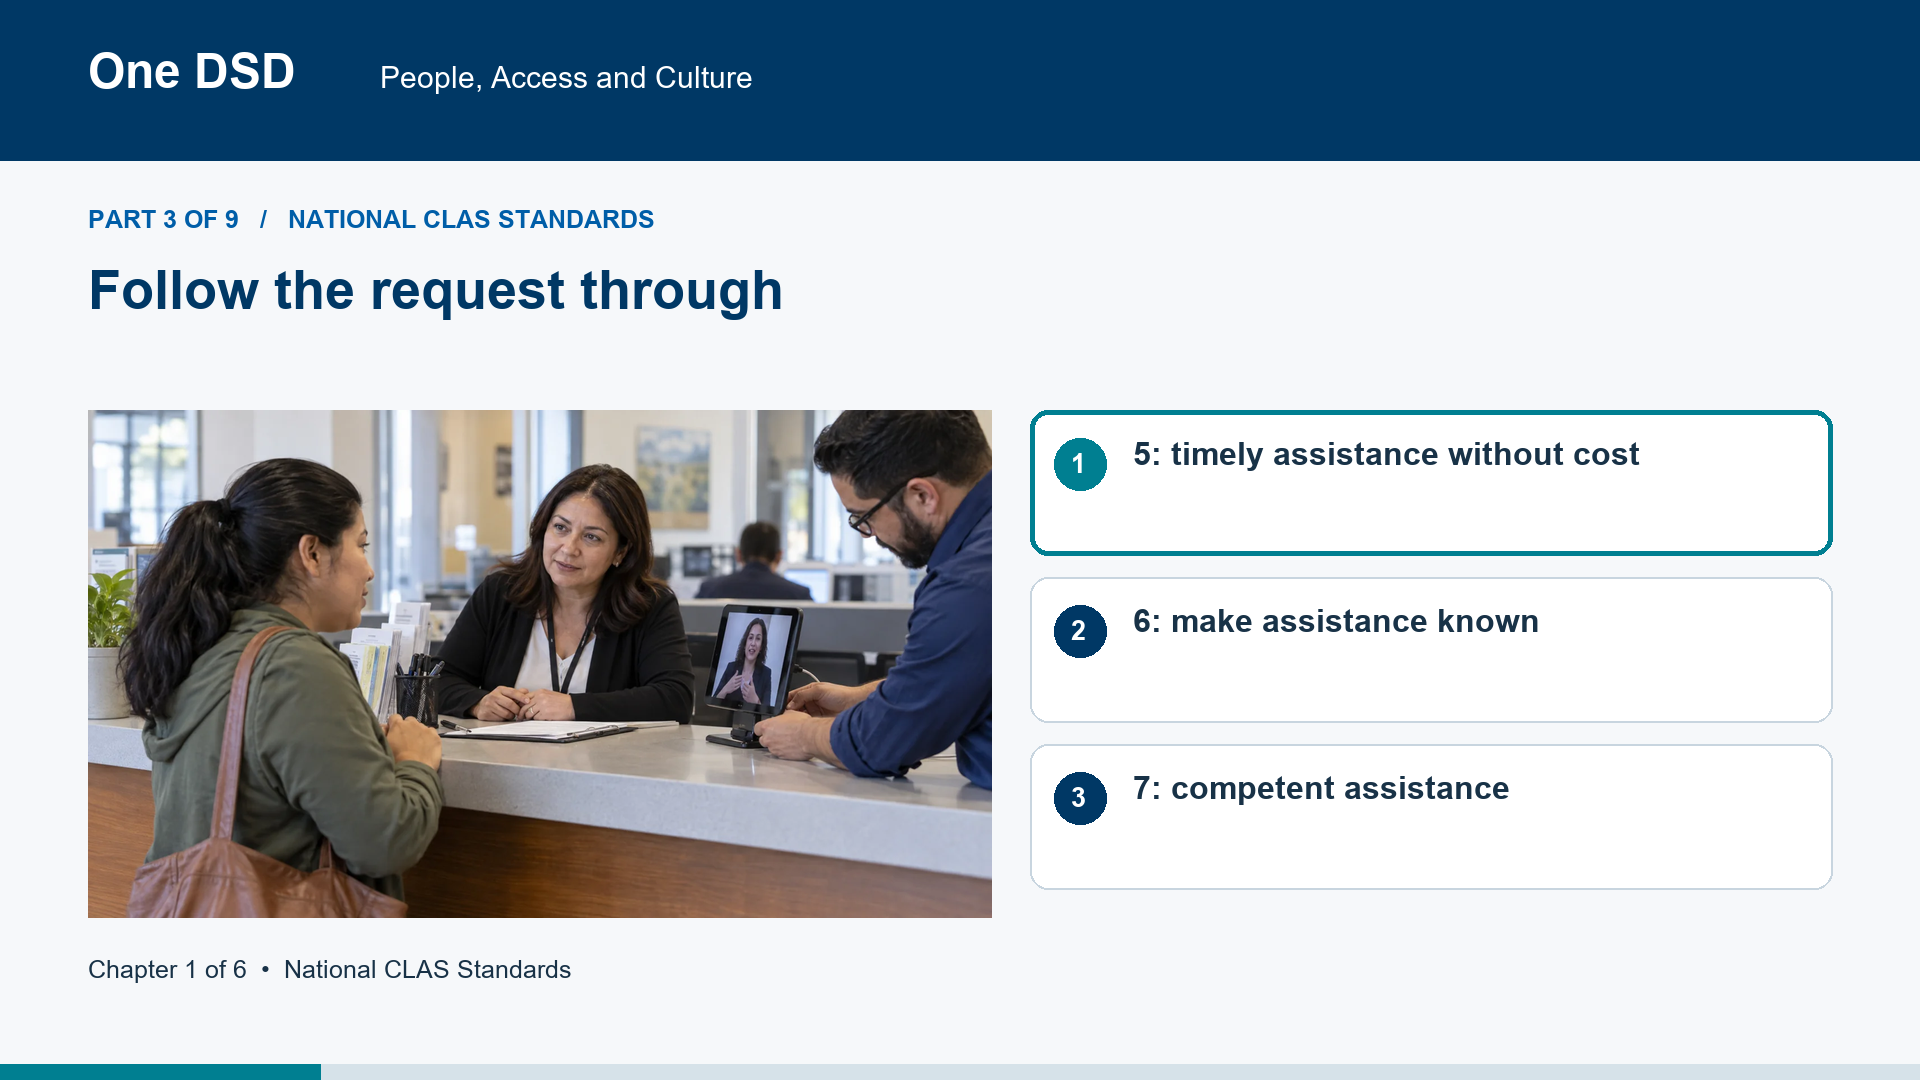 One DSD
People, Access and Culture
PART 3 OF 9 / NATIONAL CLAS STANDARDS
Follow the request through
1
5: timely assistance without cost
2
6: make assistance known
3
7: competent assistance
Chapter 1 of 6 • National CLAS Standards